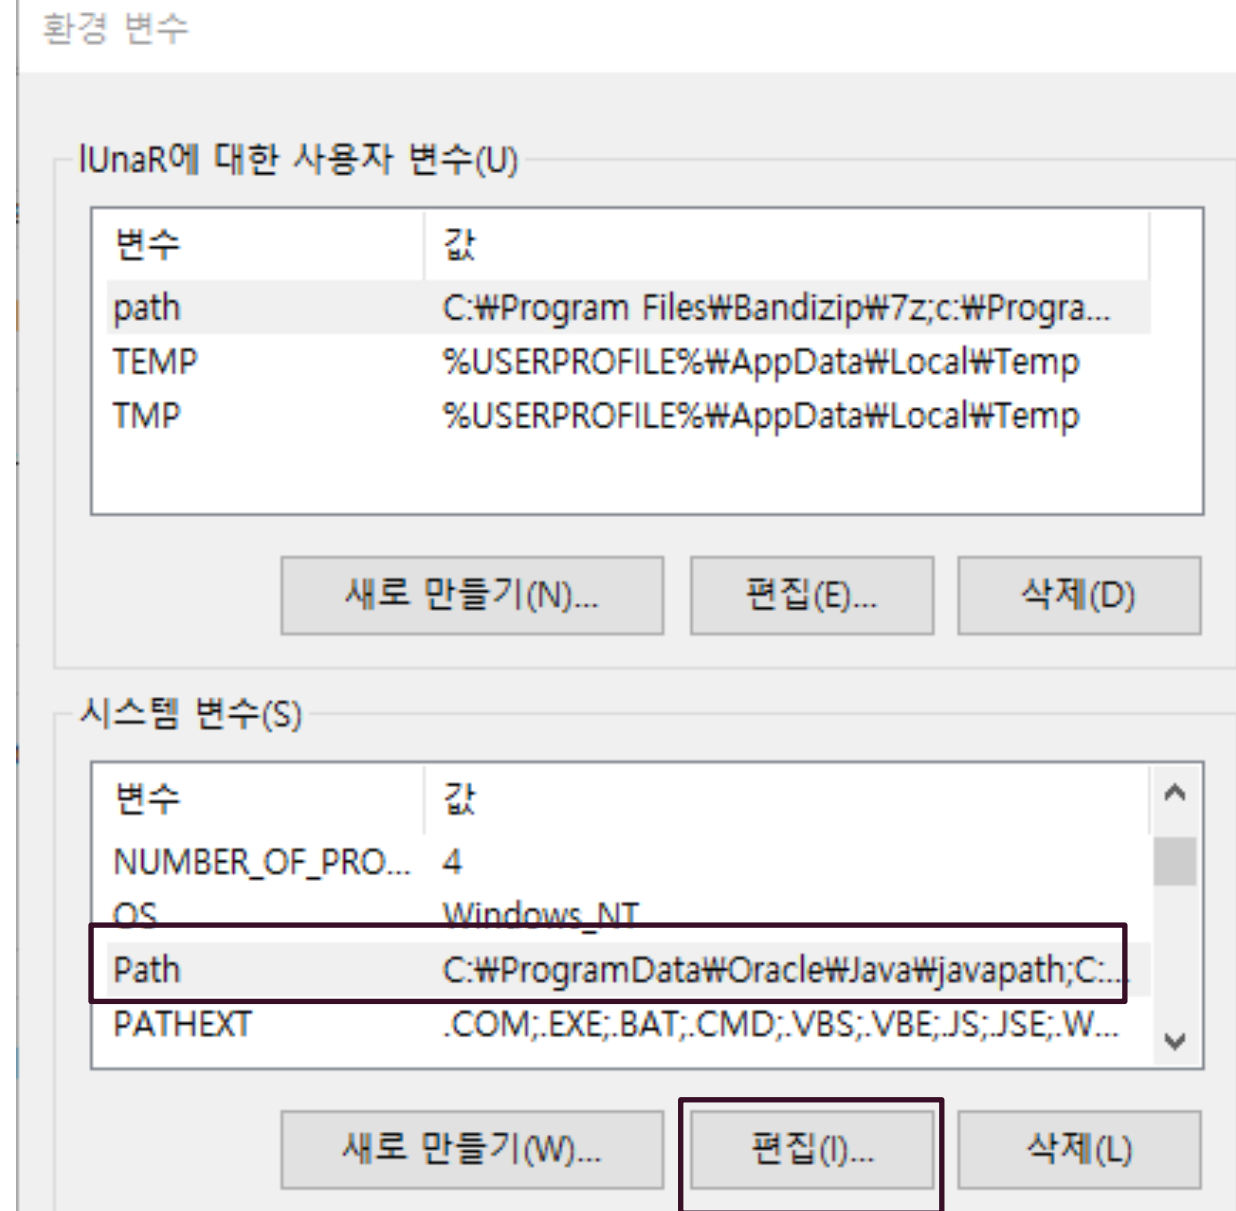 환경 변수
lUnaR에 대한 사용자 변수(U)
변수 값
path C:₩Program Files₩Bandizip₩7z;c:₩Progra...
TEMP %USERPROFILE%₩AppData₩Local₩Temp
TMP %USERPROFILE%₩AppData₩Local₩Temp
새로 만들기(N)... 편집(E)... 삭제(D)
시스템 변수(S)
변수 값
NUMBER_OF_PRO... 4
OS Windows_NT
Path C:₩ProgramData₩Oracle₩Java₩javapath;C:...
PATHEXT .COM;.EXE;.BAT;.CMD;.VBS;.VBE;.JS;.JSE;.W...
새로 만들기(W)... 편집(I)... 삭제(L)